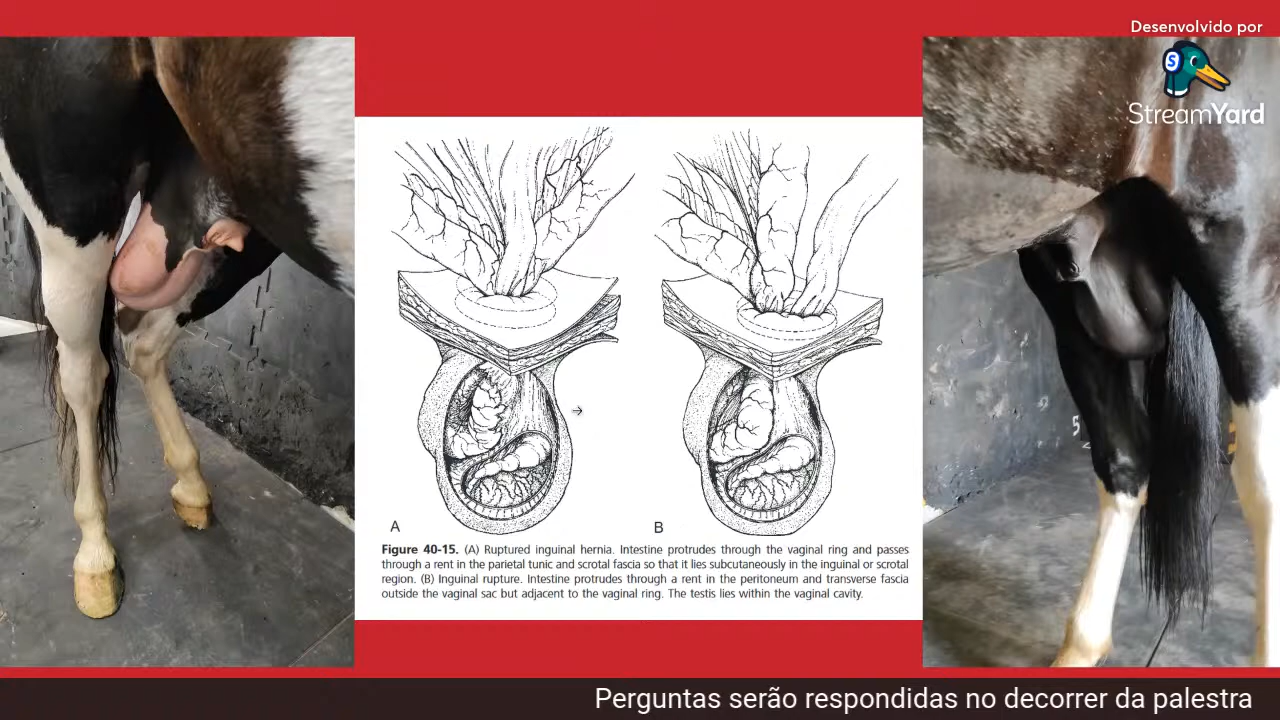 Desenvolvido por
StreamYard
5
A
B
Figure 40-15. (A) Ruptured inguinal hernia. Intestine protrudes through the vaginal ring and passes
through a rent in the parietal tunic and scrotal fascia so that it lies subcutaneously in the inguinal or scrotal
region. (B) Inguinal rupture. Intestine protrudes through a rent in the peritoneum and transverse fascia
outside the vaginal sac but adjacent to the vaginal ring. The testis lies within the vaginal cavity.
Perguntas serão respondidas no decorrer da palestra